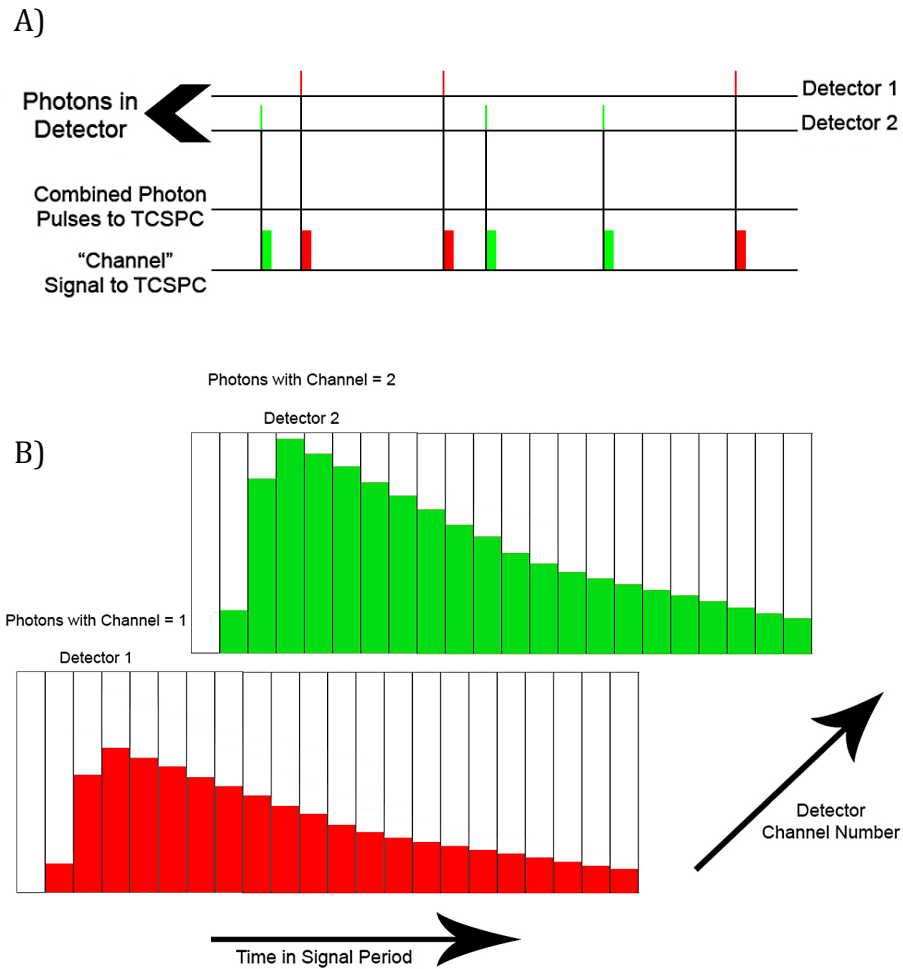 A)
Photons in
Detector
Detector 1
Detector 2
Combined Photon
Pulses to TCSPC
“Channel”
Signal to TCSPC
Photons with Channel = 2
Detector 2
B)
Photons with Channel = 1
Detector 1
Detector
Channel Number
Time in Signal Period